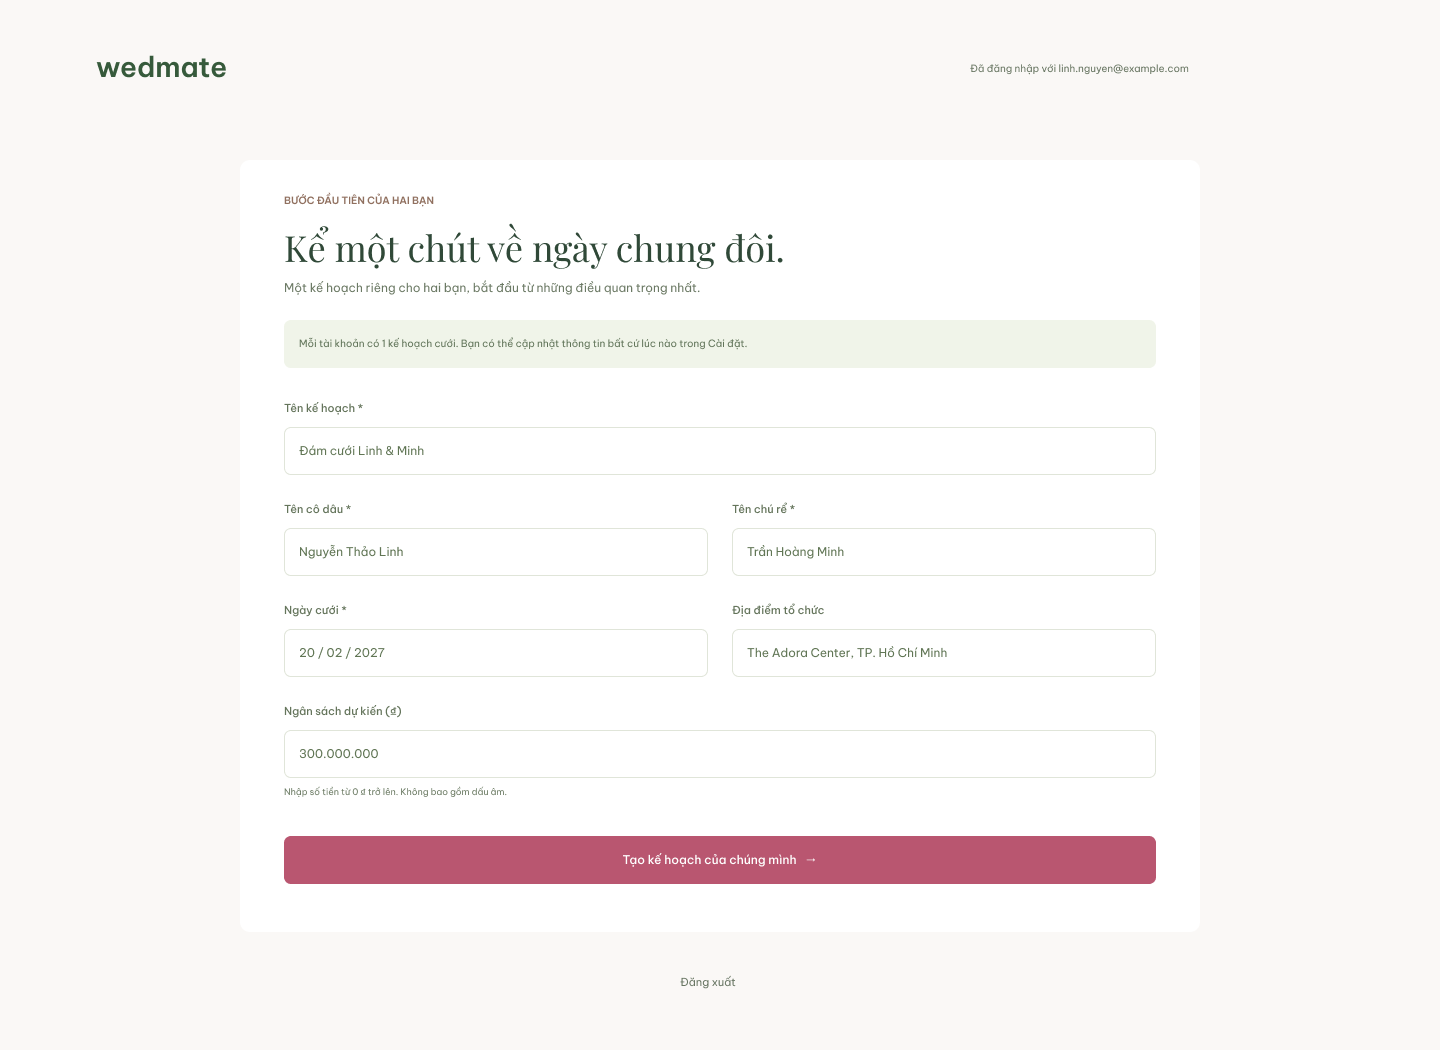 wedmate
Đã đăng nhập với linh.nguyen@example.com
BƯỚC ĐẦU TIÊN CỦA HAI BẠN
Kể một chút về ngày chung đôi.
Một kế hoạch riêng cho hai bạn, bắt đầu từ những điều quan trọng nhất.
Mỗi tài khoản có 1 kế hoạch cưới. Bạn có thể cập nhật thông tin bất cứ lúc nào trong Cài đặt.
Tên kế hoạch *
Đám cưới Linh & Minh
Tên cô dâu *
Tên chú rể *
Nguyễn Thảo Linh
Trần Hoàng Minh
Ngày cưới *
Địa điểm tổ chức
20 / 02 / 2027
The Adora Center, TP. Hồ Chí Minh
Ngân sách dự kiến (₫)
300.000.000
Nhập số tiền từ 0 ₫ trở lên. Không bao gồm dấu âm.
Tạo kế hoạch của chúng mình →
Đăng xuất